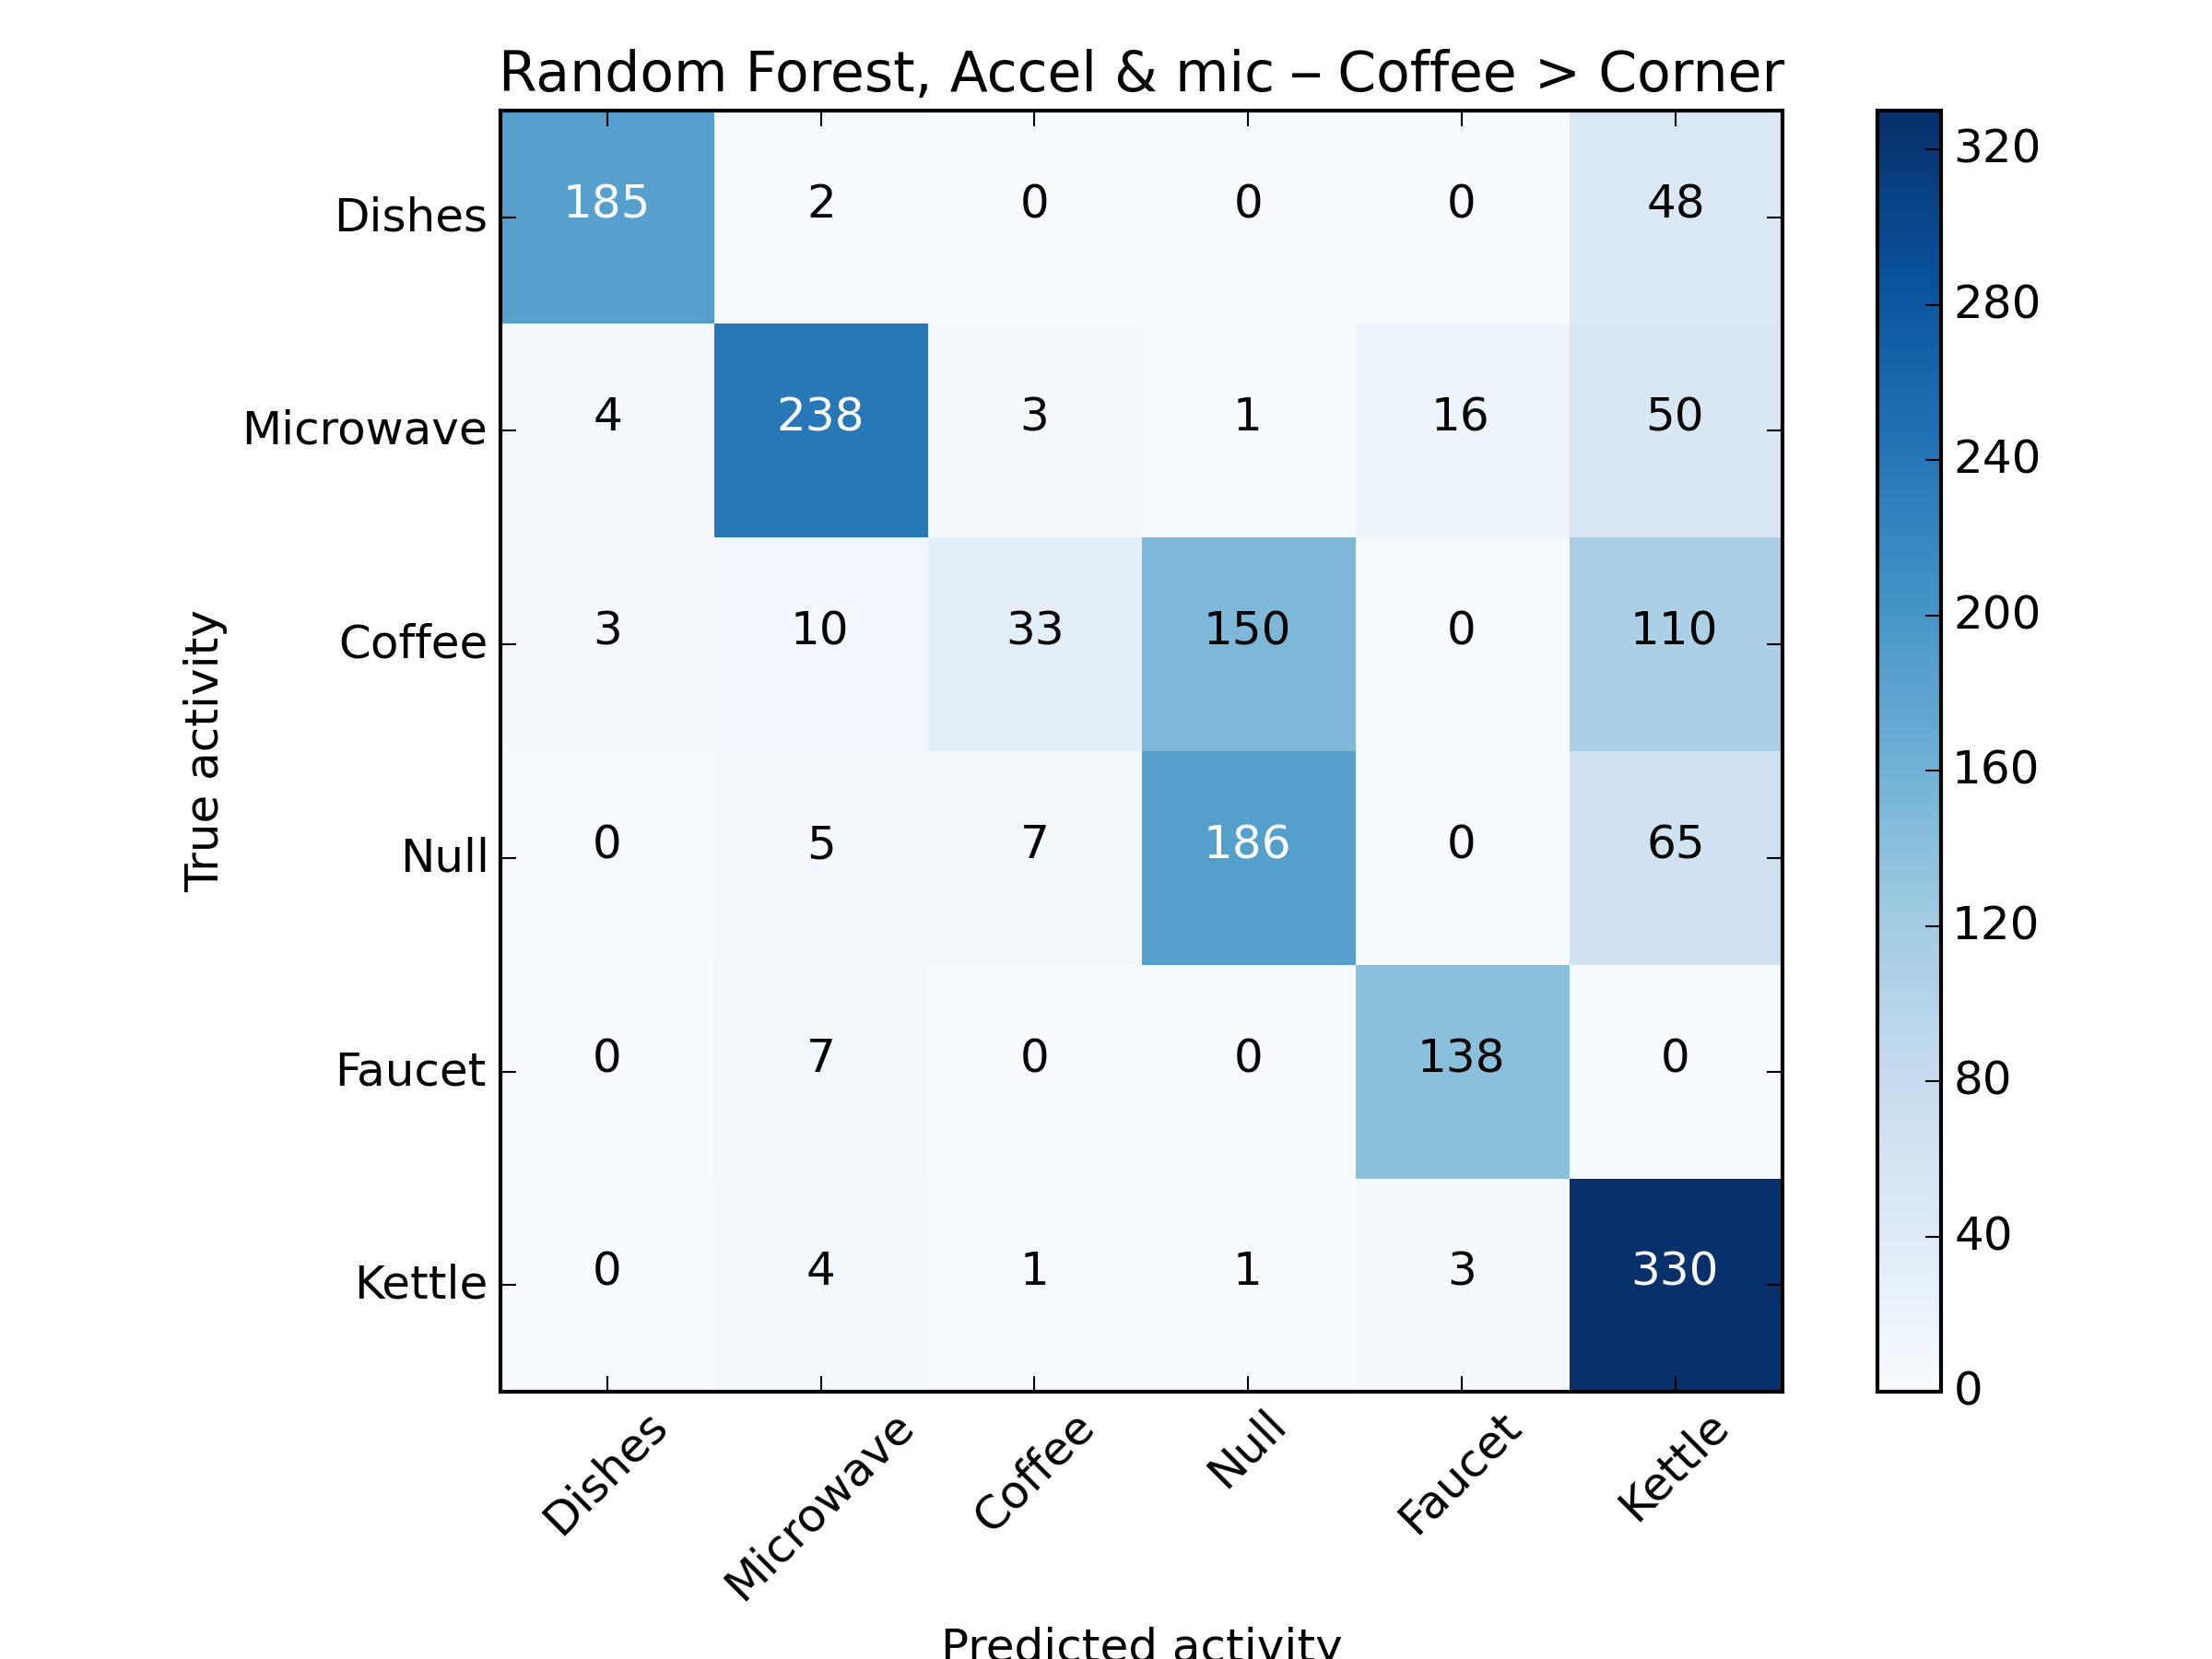 Random Forest, Accel & mic – Coffee > Corner
Dishes 185 2 0 0 0 48
Microwave 4 238 3 1 16 50
Coffee 3 10 33 150 0 110
Null 0 5 7 186 0 65
Faucet 0 7 0 0 138 0
Kettle 0 4 1 1 3 330
True activity
Dishes Microwave Coffee Null Faucet Kettle
Predicted activity
320
280
240
200
160
120
80
40
0